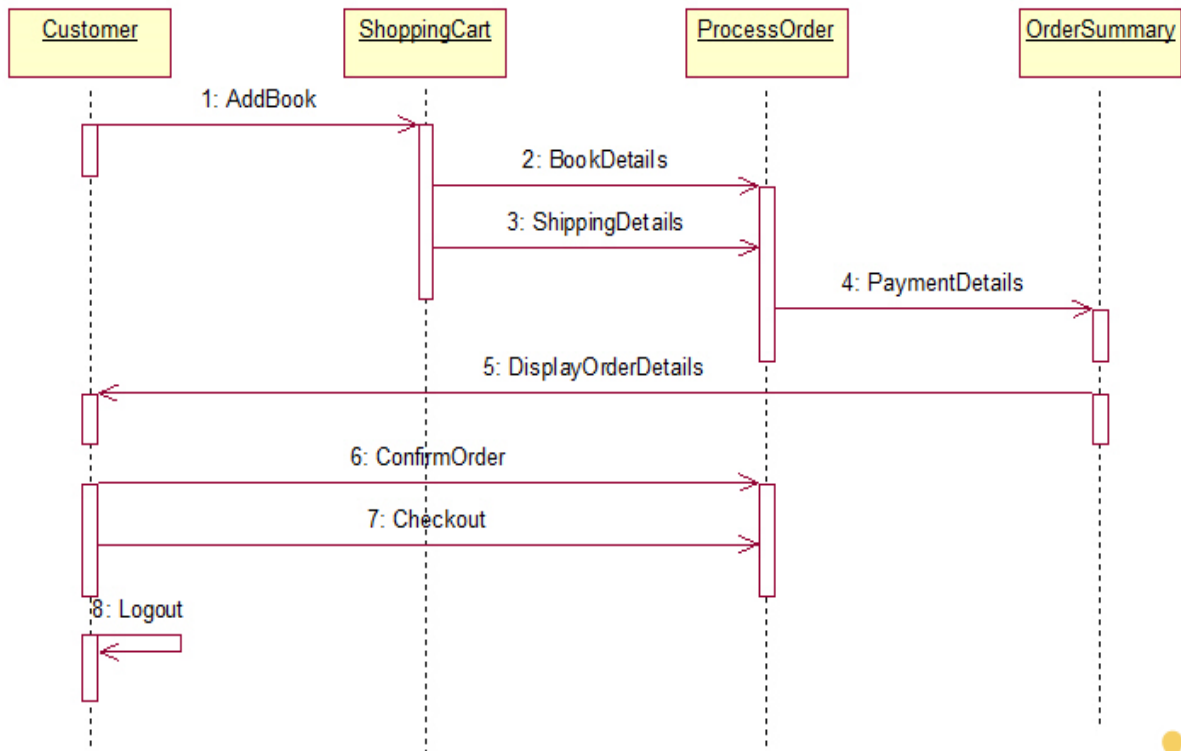 Customer
ShoppingCart
ProcessOrder
OrderSummary
1: AddBook
2: BookDetails
3: ShippingDetails
4: PaymentDetails
5: DisplayOrderDetails
6: ConfirmOrder
7: Checkout
8: Logout